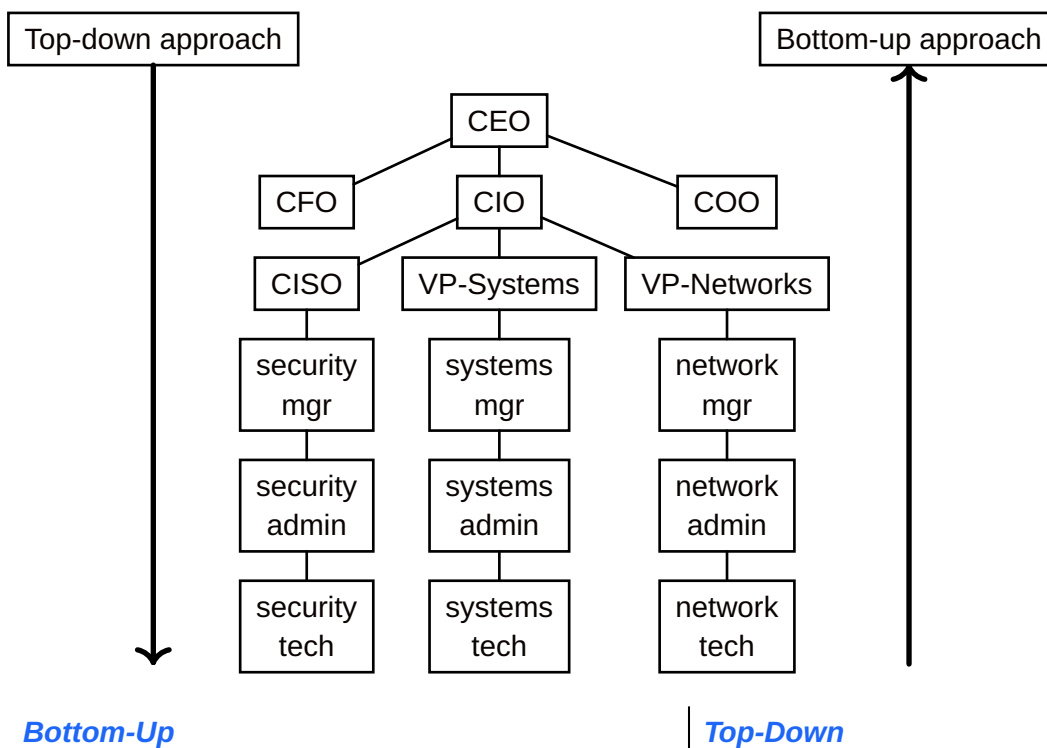 Top-down approach
Bottom-up approach
CEO
CFO
CIO
COO
CISO
VP-Systems
VP-Networks
security
mgr
systems
mgr
network
mgr
security
admin
systems
admin
network
admin
security
tech
systems
tech
network
tech
Bottom-Up
Top-Down